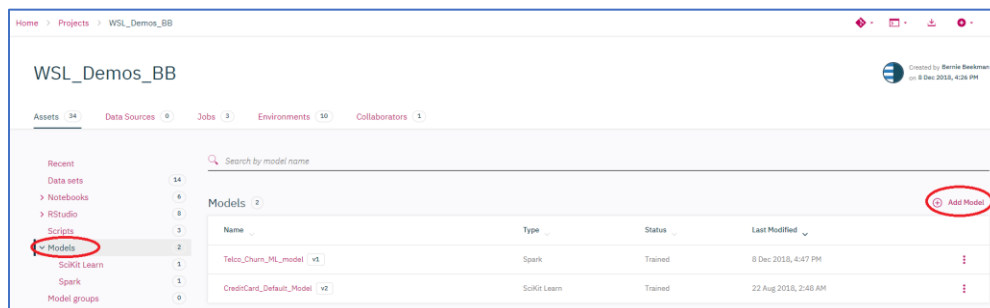 Home > Projects > WSL_Demos_BB
WSL_Demos_BB
Created by Bernie Beekman
on 8 Dec 2018, 4:26 PM
Assets 34 Data Sources 0 Jobs 3 Environments 10 Collaborators 1
Recent
Search by model name
Data sets 14
> Notebooks 6
Models 2
Add Model
> RStudio 8
Scripts 3
Name Type Status Last Modified
Models 2
Telco_Churn_ML_model v1 Spark Trained 8 Dec 2018, 4:47 PM
SciKit Learn 1
Spark 1
CreditCard_Default_Model v2 SciKit Learn Trained 22 Aug 2018, 2:48 AM
Model groups 0